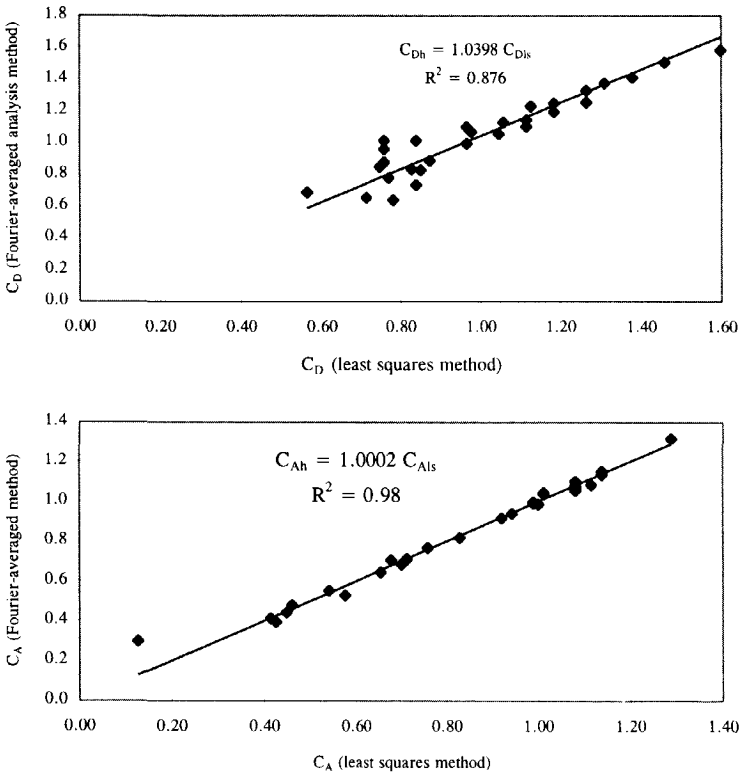 1.8
1.6
1.4
1.2
1.0
0.8
0.6
0.4
0.2
0.0
C_D (Fourier-averaged analysis method)
C_Dh = 1.0398 C_Dls
R² = 0.876
0.00 0.20 0.40 0.60 0.80 1.00 1.20 1.40 1.60
C_D (least squares method)
1.4
1.2
1.0
0.8
0.6
0.4
0.2
0.0
C_A (Fourier-averaged method)
C_Ah = 1.0002 C_Als
R² = 0.98
0.00 0.20 0.40 0.60 0.80 1.00 1.20 1.40
C_A (least squares method)